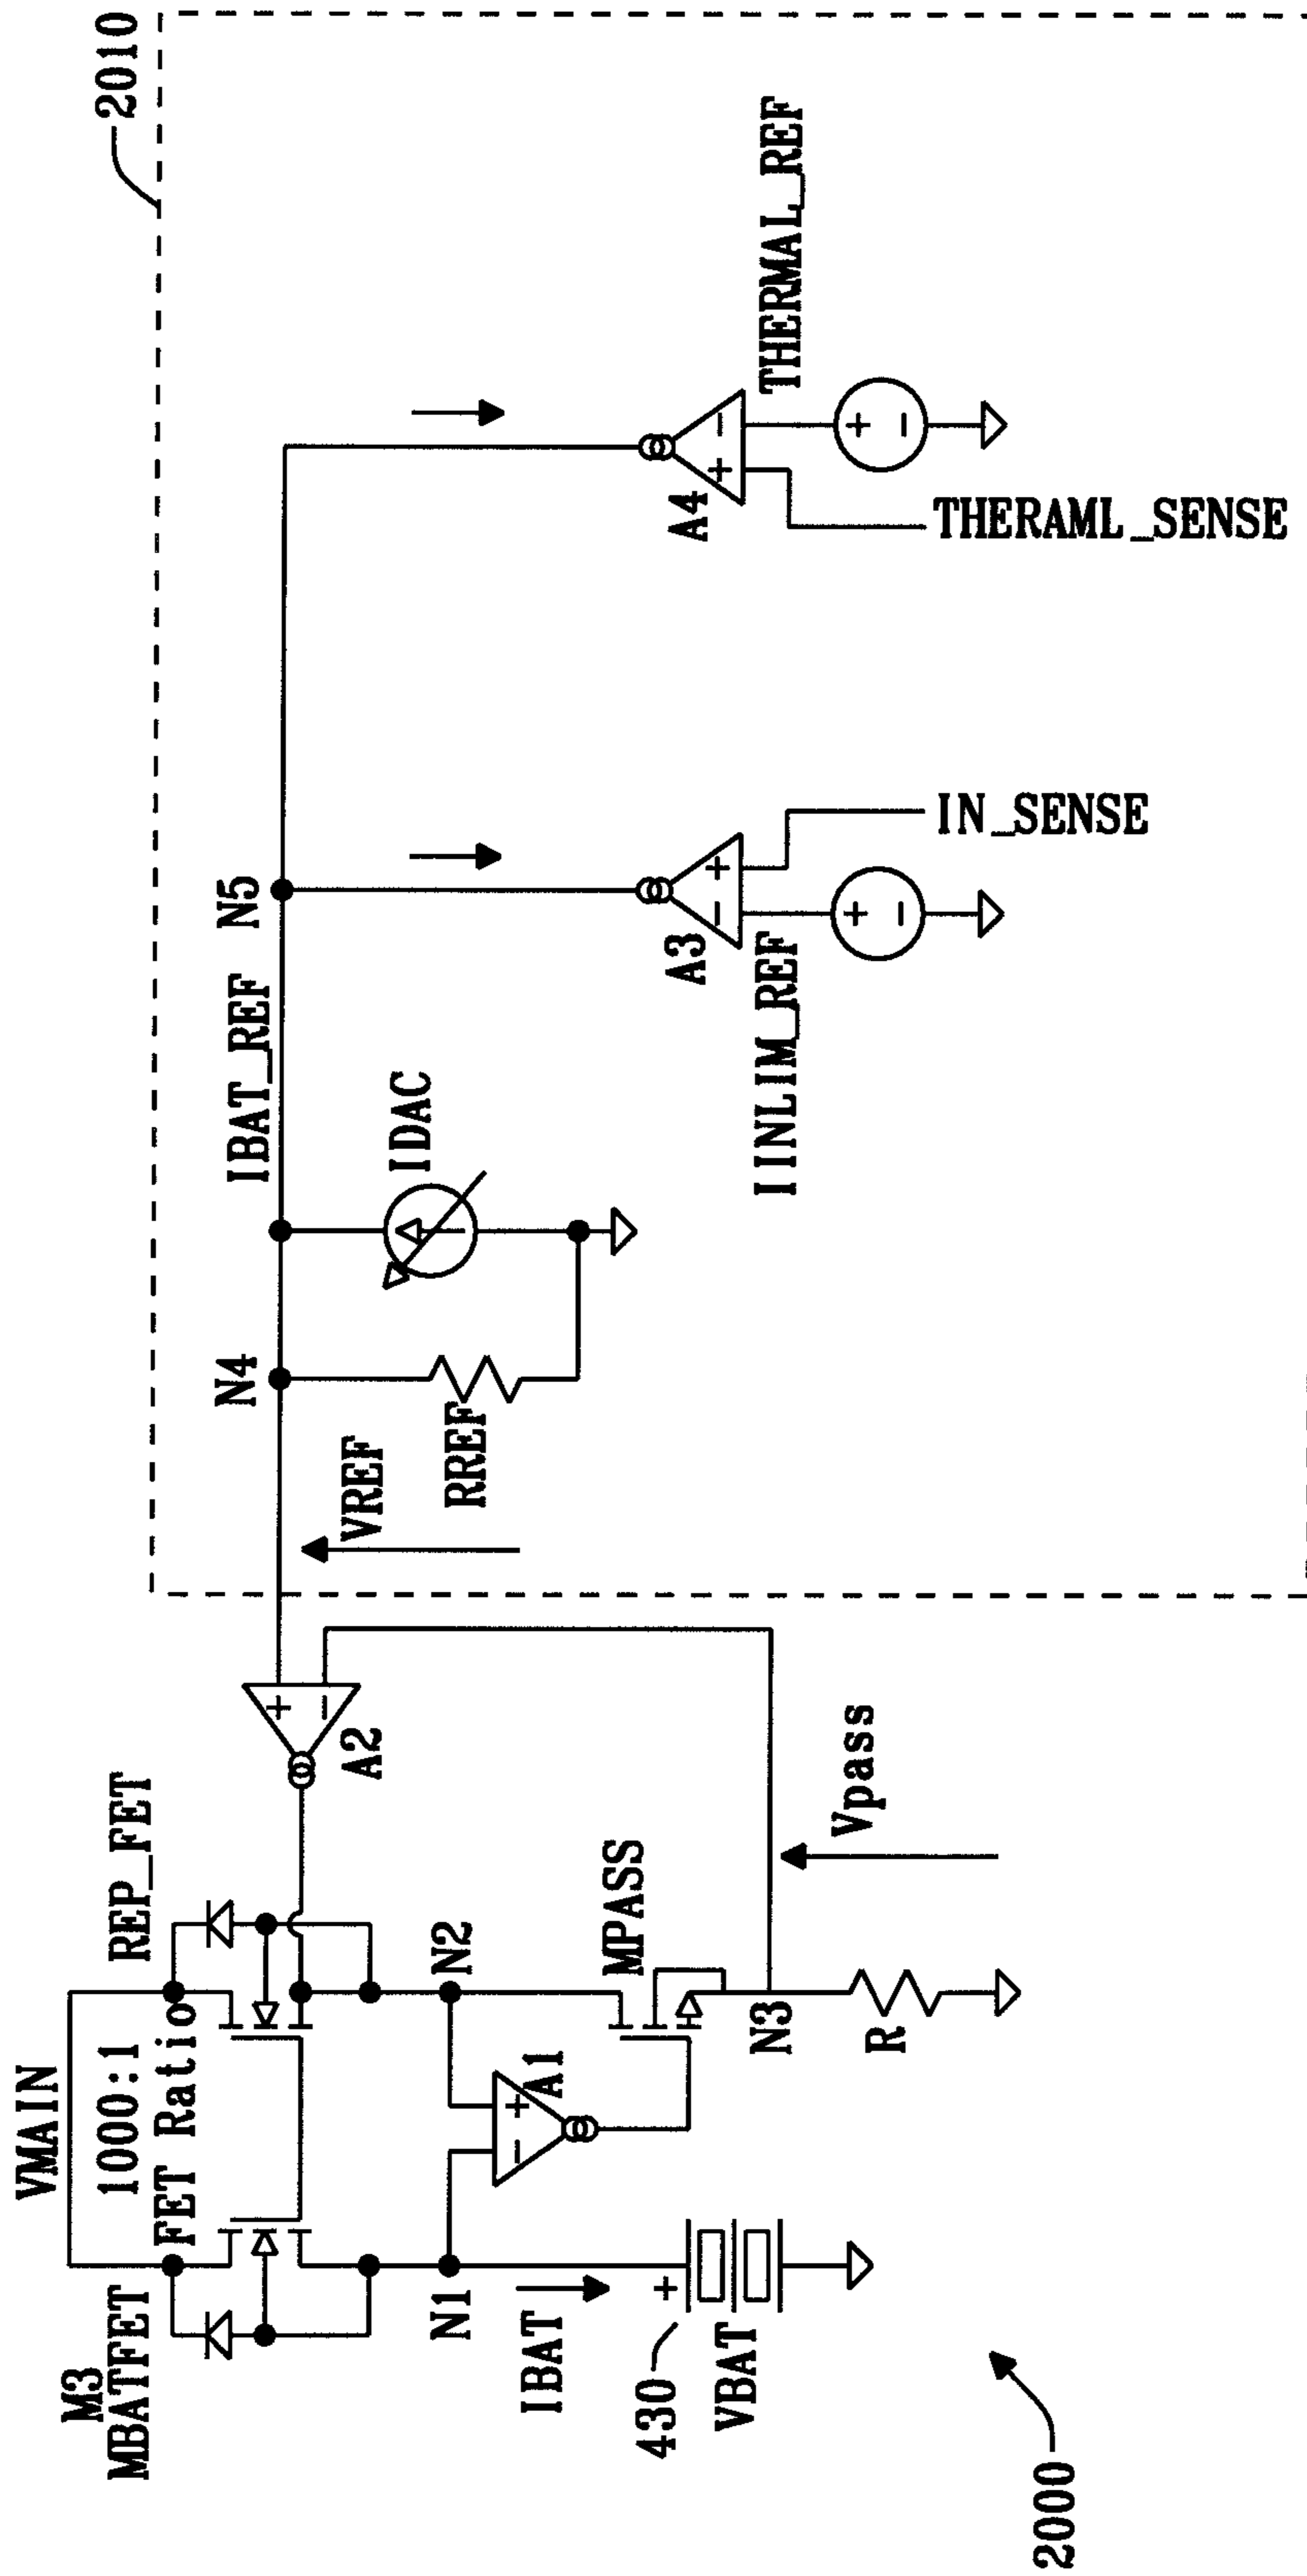 2010
VMAIN
M3
MBATFET
1000:1
FET Ratio
REP_FET
A2
VREF
N4
IBAT_REF
N5
N1
N2
A1
IBAT
+
-
+
-
430
VBAT
MPASS
N3
R
Vpass
RREF
IDAC
A3
-
+
IINLIM_REF
+
-
IN_SENSE
A4
+
-
THERMAL_REF
+
-
THERAML_SENSE
2000